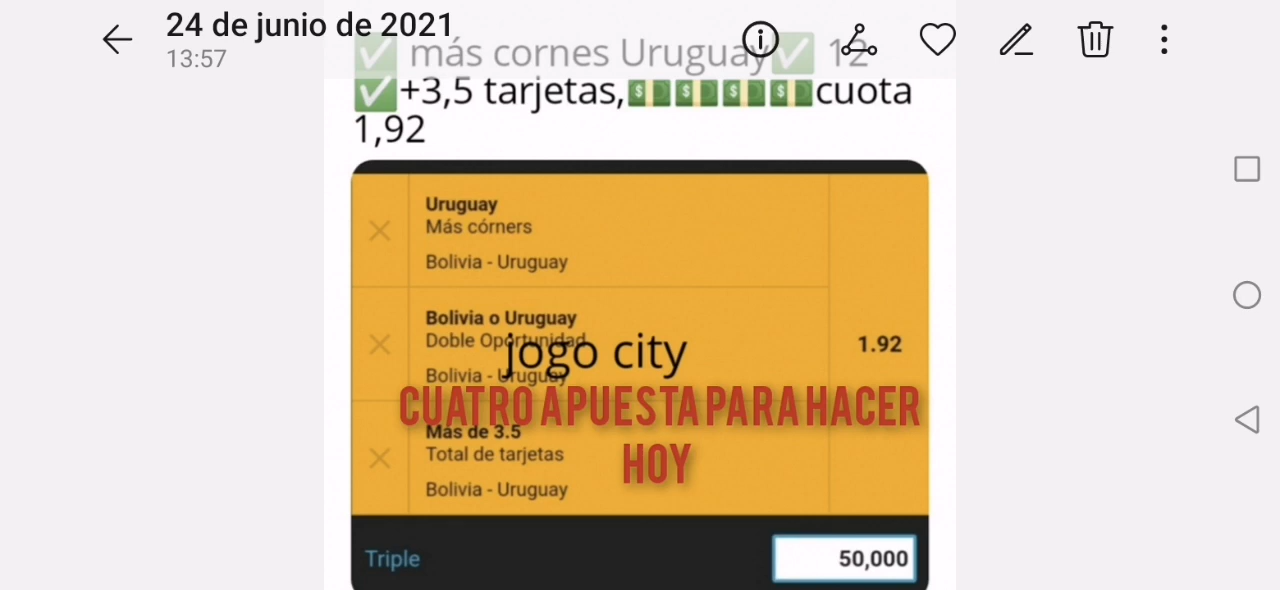 24 de junio de 2021
13:57
✅ más cornes Uruguay✅ 12
✅+3,5 tarjetas,💵💵💵💵cuota
1,92
Uruguay
Más córners
Bolivia - Uruguay
Bolivia o Uruguay
Doble Oportunidad
Bolivia - Uruguay
1.92
jogo city
CUATRO APUESTA PARA HACER
HOY
Más de 3.5
Total de tarjetas
Bolivia - Uruguay
Triple
50,000